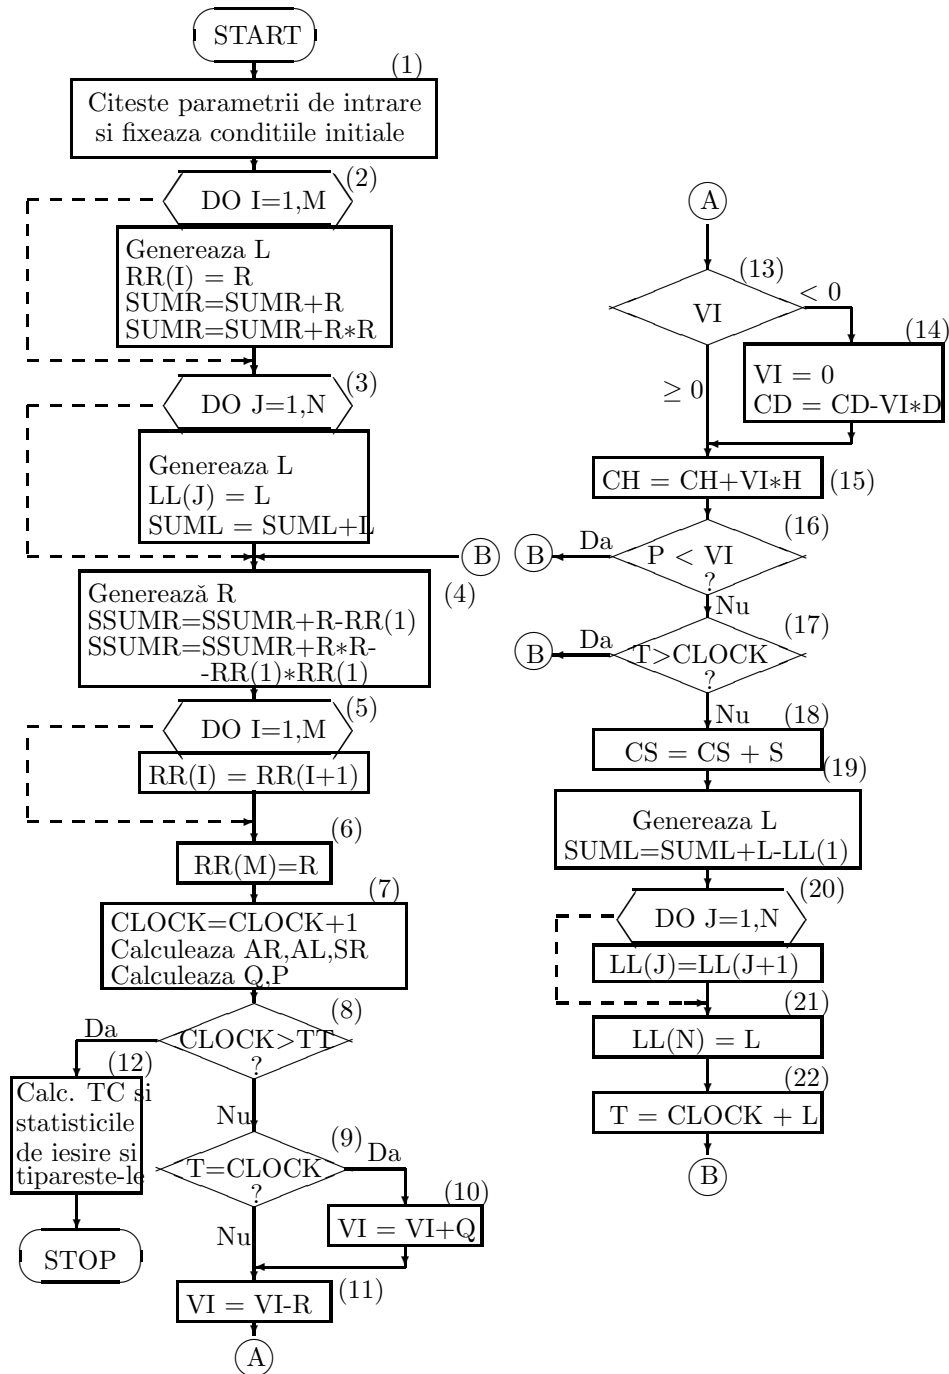 START
(1)
Citeste parametrii de intrare
si fixeaza conditiile initiale
(2)
DO I=1,M
Genereaza L
RR(I) = R
SUMR=SUMR+R
SUMR=SUMR+R*R
(3)
DO J=1,N
Genereaza L
LL(J) = L
SUML = SUML+L
B
(4)
Generează R
SSUMR=SSUMR+R-RR(1)
SSUMR=SSUMR+R*R-
-RR(1)*RR(1)
(5)
DO I=1,M
RR(I) = RR(I+1)
(6)
RR(M)=R
(7)
CLOCK=CLOCK+1
Calculeaza AR,AL,SR
Calculeaza Q,P
(8)
CLOCK>TT
?
Da
(12)
Calc. TC si
statisticile
de iesire si
tipareste-le
STOP
Nu
(9)
T=CLOCK
?
Da
(10)
VI = VI+Q
Nu
(11)
VI = VI-R
A
A
(13)
VI
< 0
(14)
VI = 0
CD = CD-VI*D
≥ 0
CH = CH+VI*H
(15)
(16)
P < VI
?
Da
B
Nu
(17)
T>CLOCK
?
Da
B
Nu
(18)
CS = CS + S
(19)
Genereaza L
SUML=SUML+L-LL(1)
(20)
DO J=1,N
LL(J)=LL(J+1)
(21)
LL(N) = L
(22)
T = CLOCK + L
B